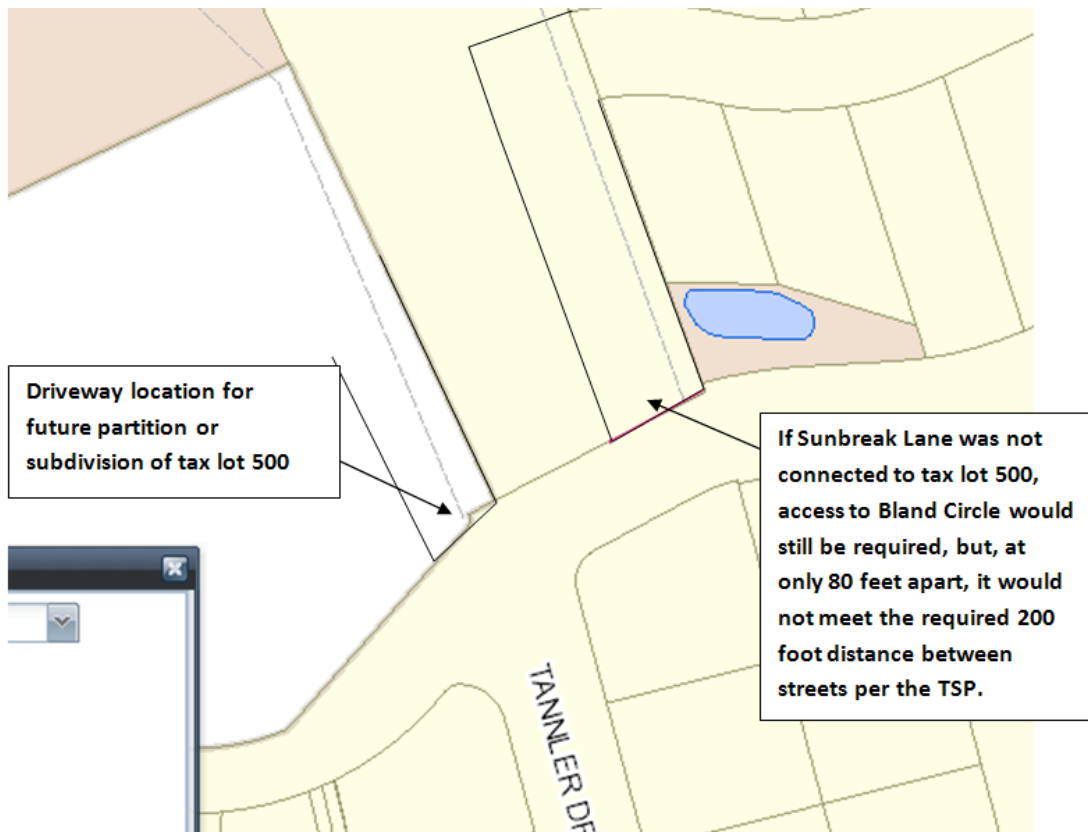 Driveway location for
future partition or
subdivision of tax lot 500
If Sunbreak Lane was not
connected to tax lot 500,
access to Bland Circle would
still be required, but, at
only 80 feet apart, it would
not meet the required 200
foot distance between
streets per the TSP.
TANNLER DR